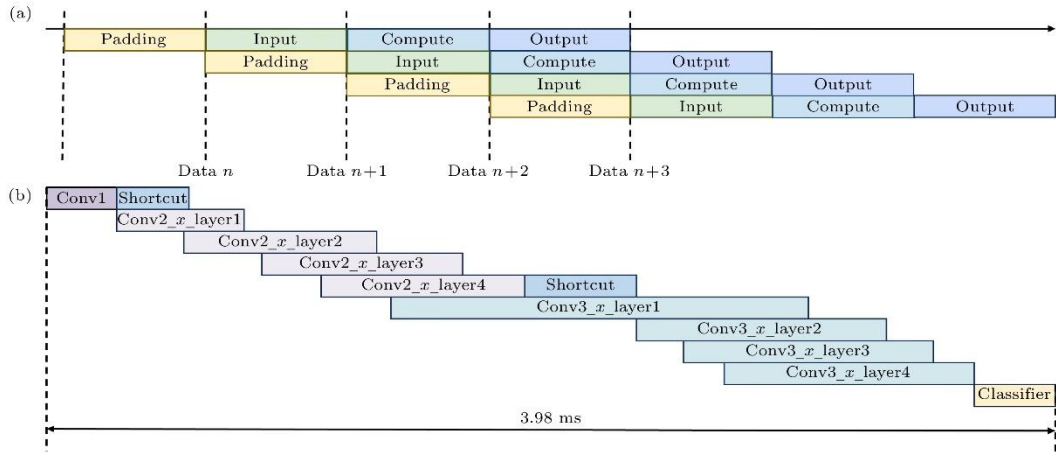 (a)
Padding Input Compute Output
Padding Input Compute Output
Padding Input Compute Output
Padding Input Compute Output
Data n Data n+1 Data n+2 Data n+3
(b)
Conv1 Shortcut
Conv2_x_layer1
Conv2_x_layer2
Conv2_x_layer3
Conv2_x_layer4 Shortcut
Conv3_x_layer1
Conv3_x_layer2
Conv3_x_layer3
Conv3_x_layer4
Classifier
3.98 ms